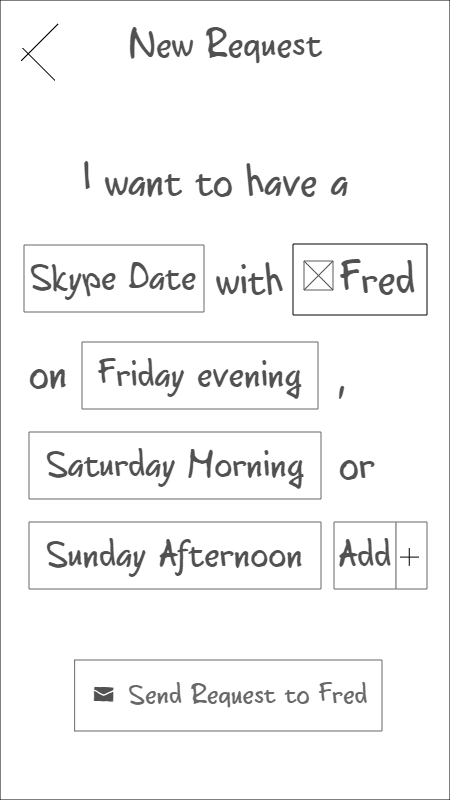 New Request
I want to have a
Skype Date with Fred
on Friday evening ,
Saturday Morning or
Sunday Afternoon Add +
Send Request to Fred